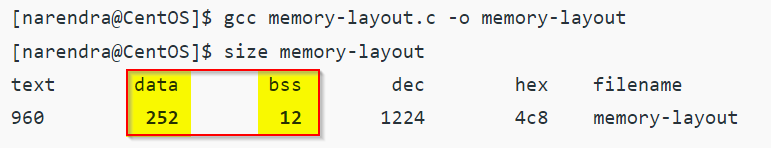 [narendra@CentOS]$ gcc memory-layout.c -o memory-layout
[narendra@CentOS]$ size memory-layout
text data bss dec hex filename
960 252 12 1224 4c8 memory-layout